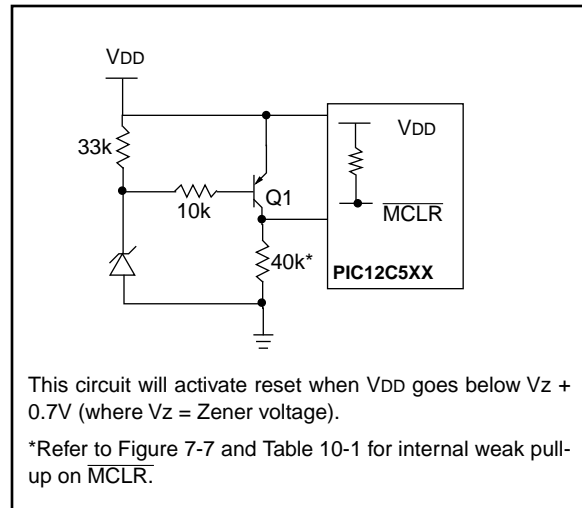 VDD
33k
VDD
10k
Q1
MCLR
40k*
PIC12C5XX
This circuit will activate reset when VDD goes below Vz +
0.7V (where Vz = Zener voltage).
*Refer to Figure 7-7 and Table 10-1 for internal weak pull-
up on MCLR.